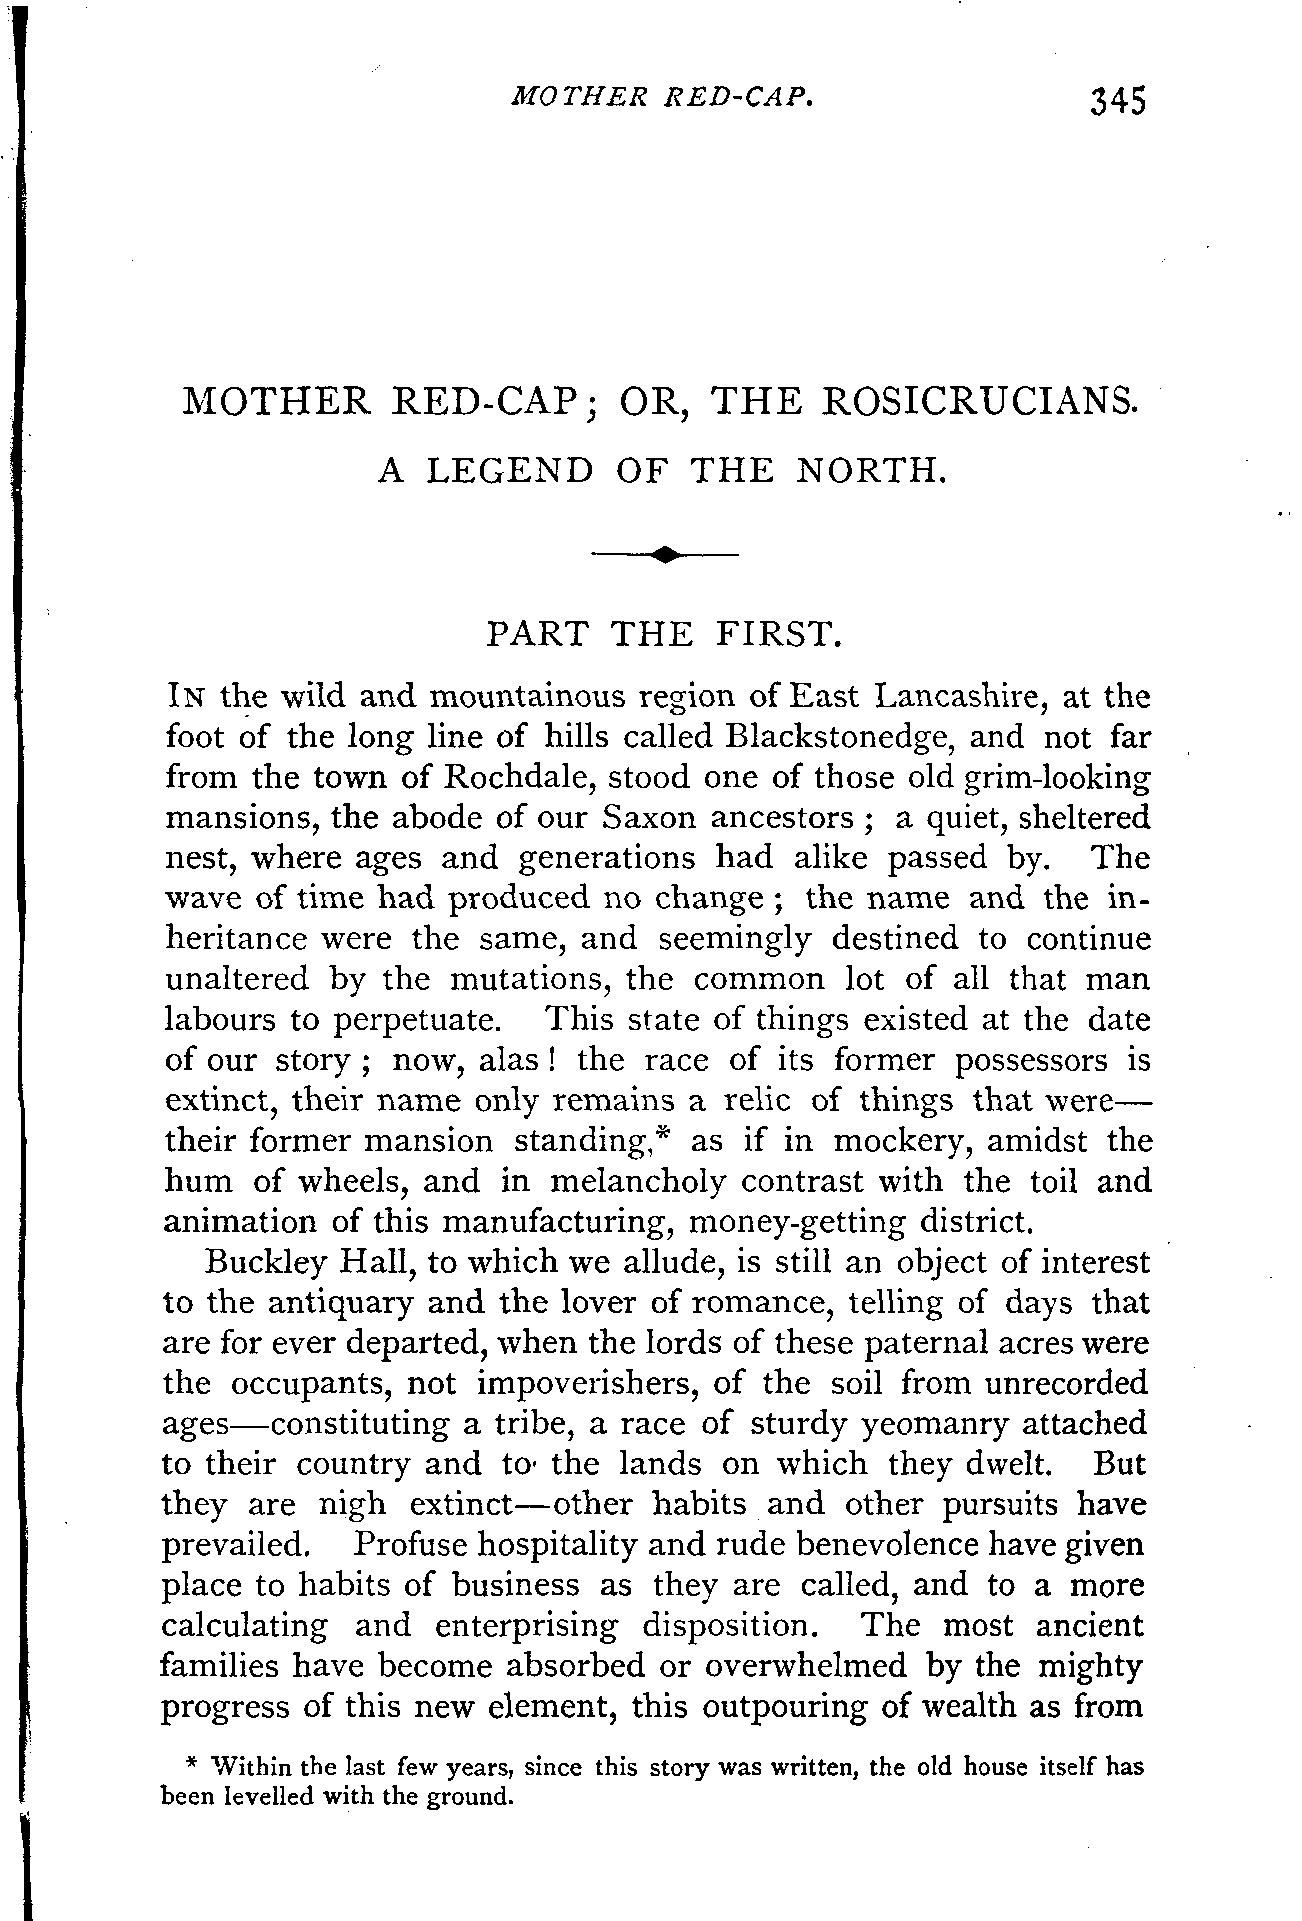 MOTHER RED-CAP. 345
MOTHER RED-CAP; OR, THE ROSICRUCIANS.
A LEGEND OF THE NORTH.
PART THE FIRST.
IN the wild and mountainous region of East Lancashire, at the
foot of the long line of hills called Blackstonedge, and not far
from the town of Rochdale, stood one of those old grim-looking
mansions, the abode of our Saxon ancestors ; a quiet, sheltered
nest, where ages and generations had alike passed by. The
wave of time had produced no change ; the name and the in-
heritance were the same, and seemingly destined to continue
unaltered by the mutations, the common lot of all that man
labours to perpetuate. This state of things existed at the date
of our story ; now, alas ! the race of its former possessors is
extinct, their name only remains a relic of things that were—
their former mansion standing,* as if in mockery, amidst the
hum of wheels, and in melancholy contrast with the toil and
animation of this manufacturing, money-getting district.
Buckley Hall, to which we allude, is still an object of interest
to the antiquary and the lover of romance, telling of days that
are for ever departed, when the lords of these paternal acres were
the occupants, not impoverishers, of the soil from unrecorded
ages—constituting a tribe, a race of sturdy yeomanry attached
to their country and to the lands on which they dwelt. But
they are nigh extinct—other habits and other pursuits have
prevailed. Profuse hospitality and rude benevolence have given
place to habits of business as they are called, and to a more
calculating and enterprising disposition. The most ancient
families have become absorbed or overwhelmed by the mighty
progress of this new element, this outpouring of wealth as from
* Within the last few years, since this story was written, the old house itself has
been levelled with the ground.